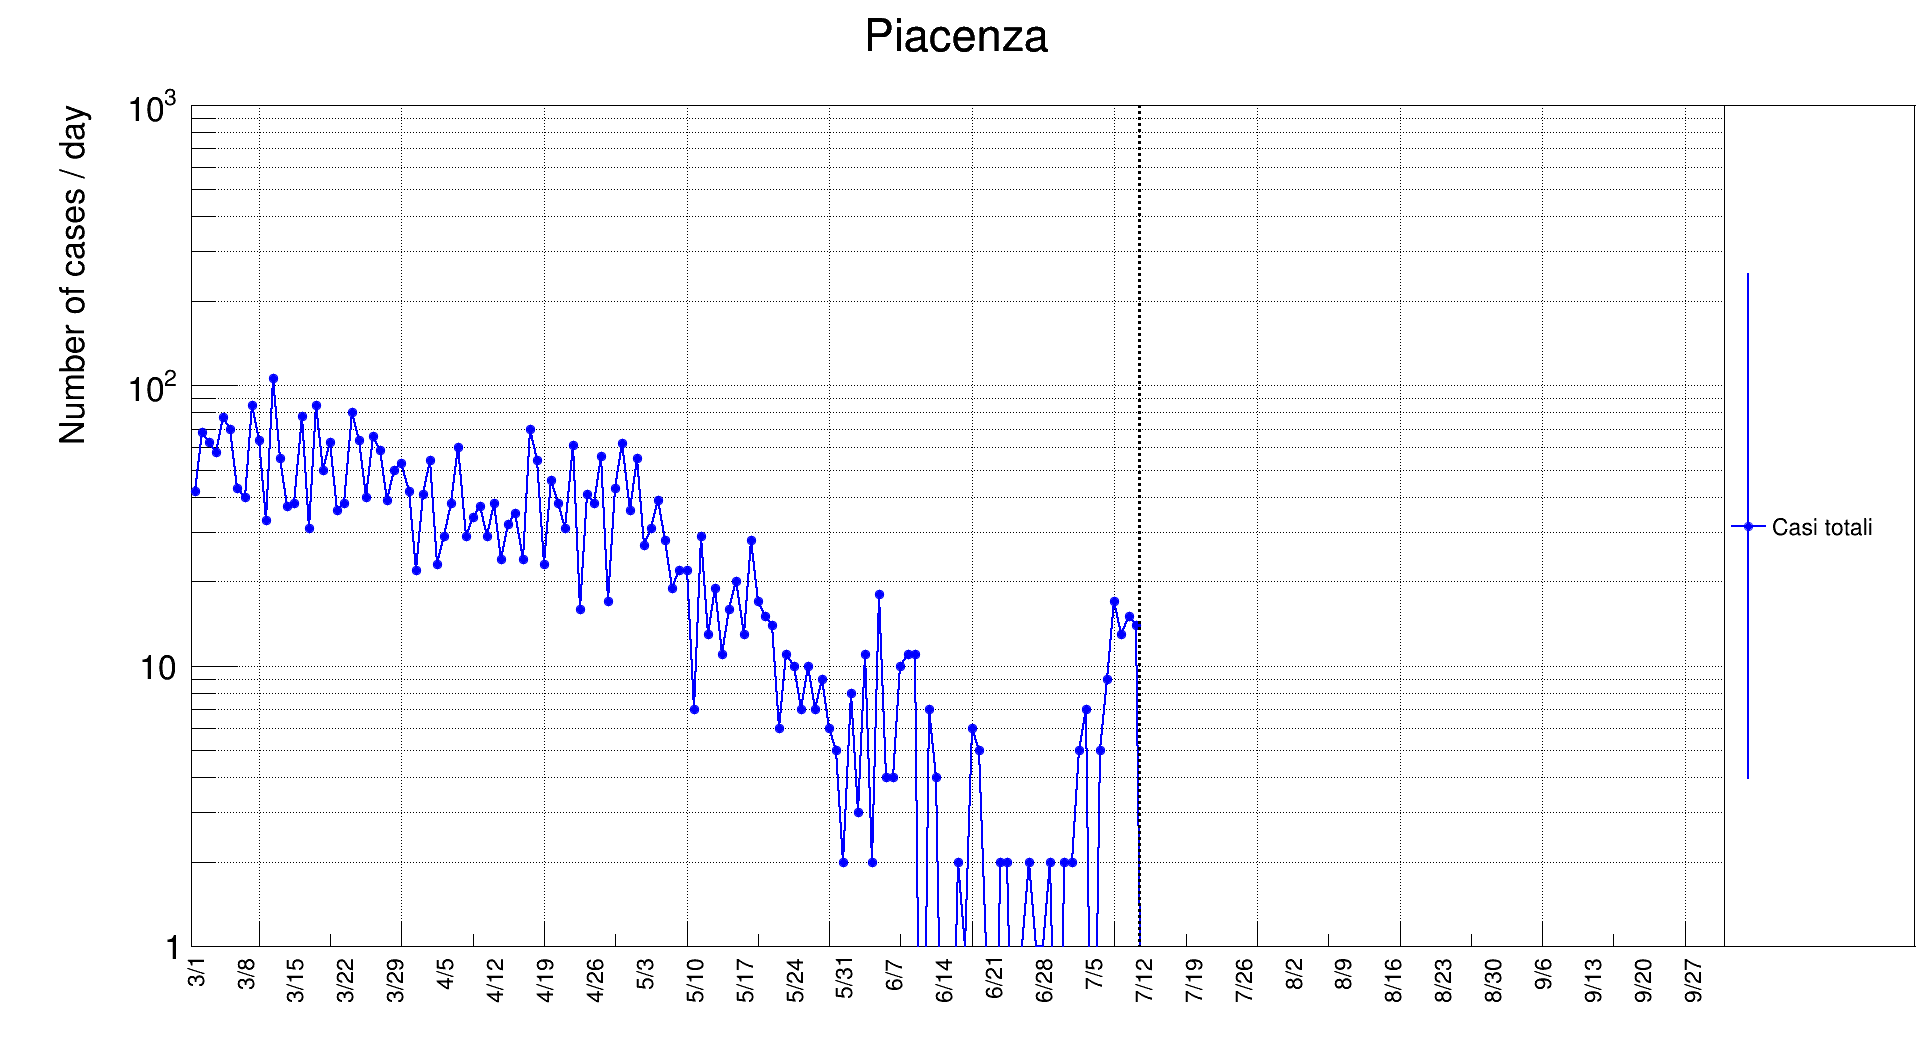 Piacenza
Number of cases / day
10³
10²
10
1
3/1 3/8 3/15 3/22 3/29 4/5 4/12 4/19 4/26 5/3 5/10 5/17 5/24 5/31 6/7 6/14 6/21 6/28 7/5 7/12 7/19 7/26 8/2 8/9 8/16 8/23 8/30 9/6 9/13 9/20 9/27
Casi totali